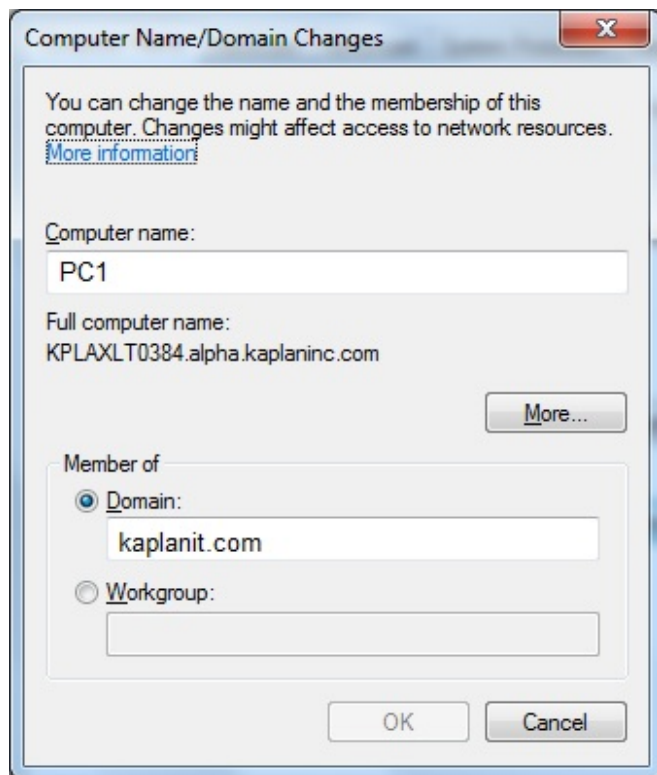 Computer Name/Domain Changes
You can change the name and the membership of this
computer. Changes might affect access to network resources.
More information
Computer name:
PC1
Full computer name:
KPLAXLT0384.alpha.kaplaninc.com
More...
Member of
Domain:
kaplanit.com
Workgroup:
OK
Cancel